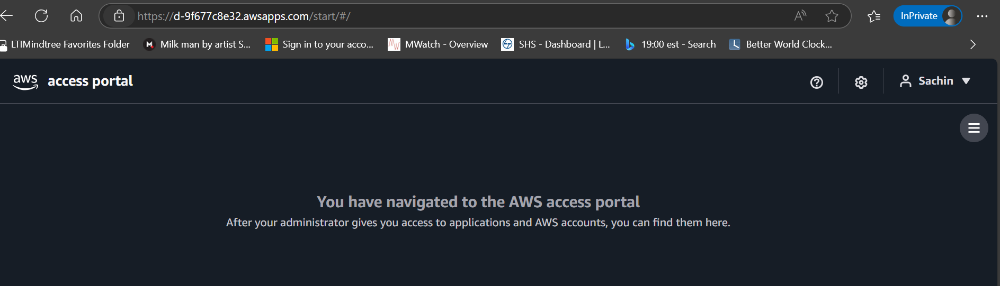 https://d-9f677c8e32.awsapps.com/start/#/
InPrivate
LTIMindtree Favorites Folder
Milk man by artist S...
Sign in to your acco...
MWatch - Overview
SHS - Dashboard | L...
19:00 est - Search
Better World Clock...
aws access portal
Sachin
You have navigated to the AWS access portal
After your administrator gives you access to applications and AWS accounts, you can find them here.